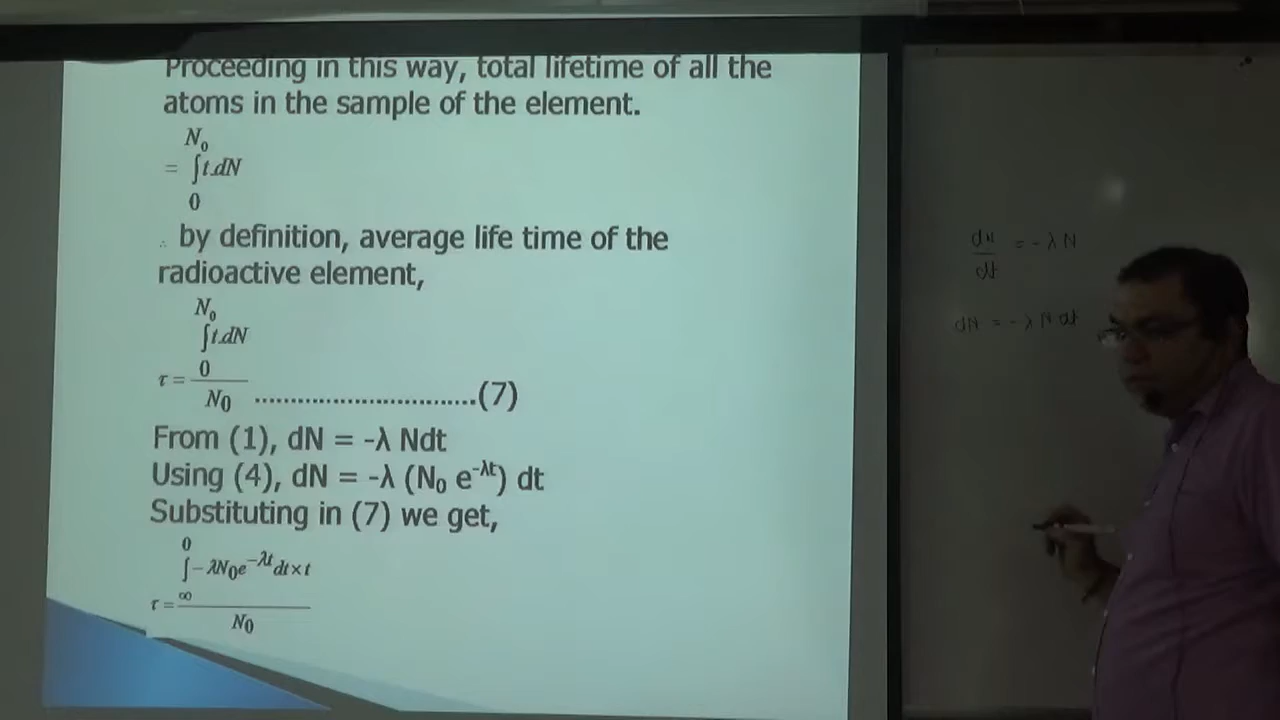 Proceeding in this way, total lifetime of all the
atoms in the sample of the element.
N₀
= ∫t.dN
0
∴ by definition, average life time of the
radioactive element,
N₀
∫t.dN
0
τ = ―――
N₀ ..............................(7)
From (1), dN = -λ Ndt
Using (4), dN = -λ (N₀ e^-λt) dt
Substituting in (7) we get,
0
∫ - λN₀e^-λt dt × t
∞
τ = ―――
N₀
dN/dt = - λ N
dN = - λ N dt